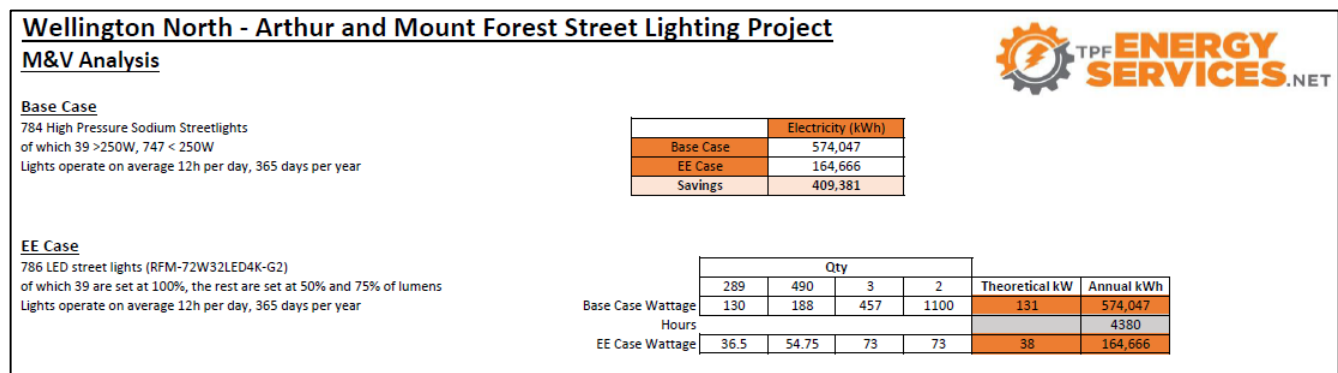 Wellington North - Arthur and Mount Forest Street Lighting Project
M&V Analysis
TPF ENERGY
SERVICES.NET
Base Case
784 High Pressure Sodium Streetlights
of which 39 >250W, 747 < 250W
Lights operate on average 12h per day, 365 days per year
Electricity (kWh)
Base Case 574,047
EE Case 164,666
Savings 409,381
EE Case
786 LED street lights (RFM-72W32LED4K-G2)
of which 39 are set at 100%, the rest are set at 50% and 75% of lumens
Lights operate on average 12h per day, 365 days per year
Qty
289 490 3 2 Theoretical kW Annual kWh
Base Case Wattage 130 188 457 1100 131 574,047
Hours 4380
EE Case Wattage 36.5 54.75 73 73 38 164,666